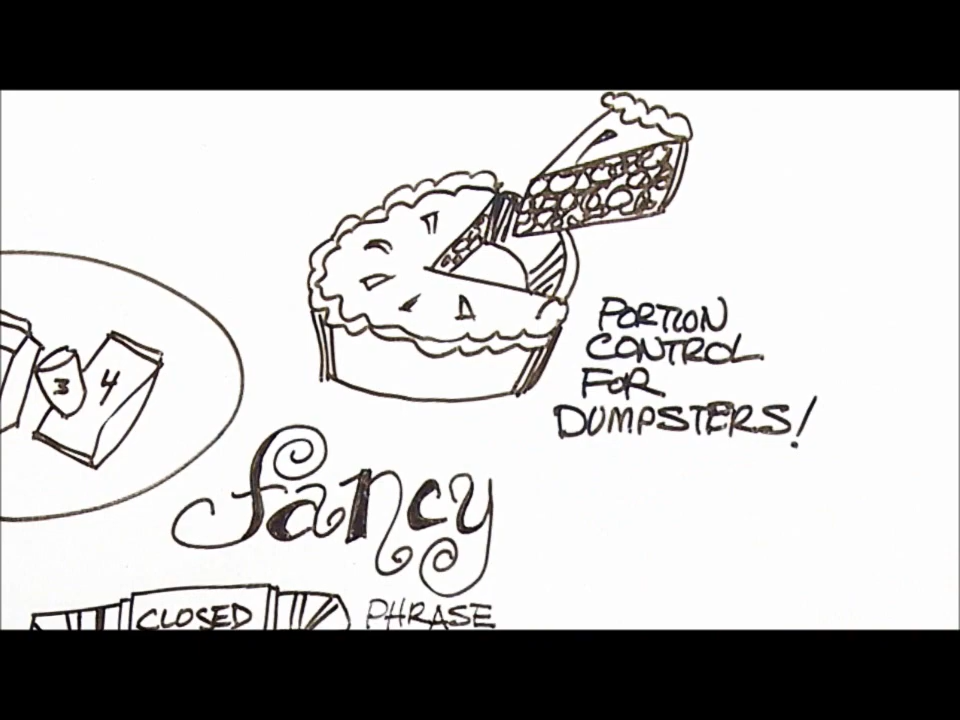 PORTION
CONTROL
FOR
DUMPSTERS!
3 4
fancy
CLOSED PHRASE